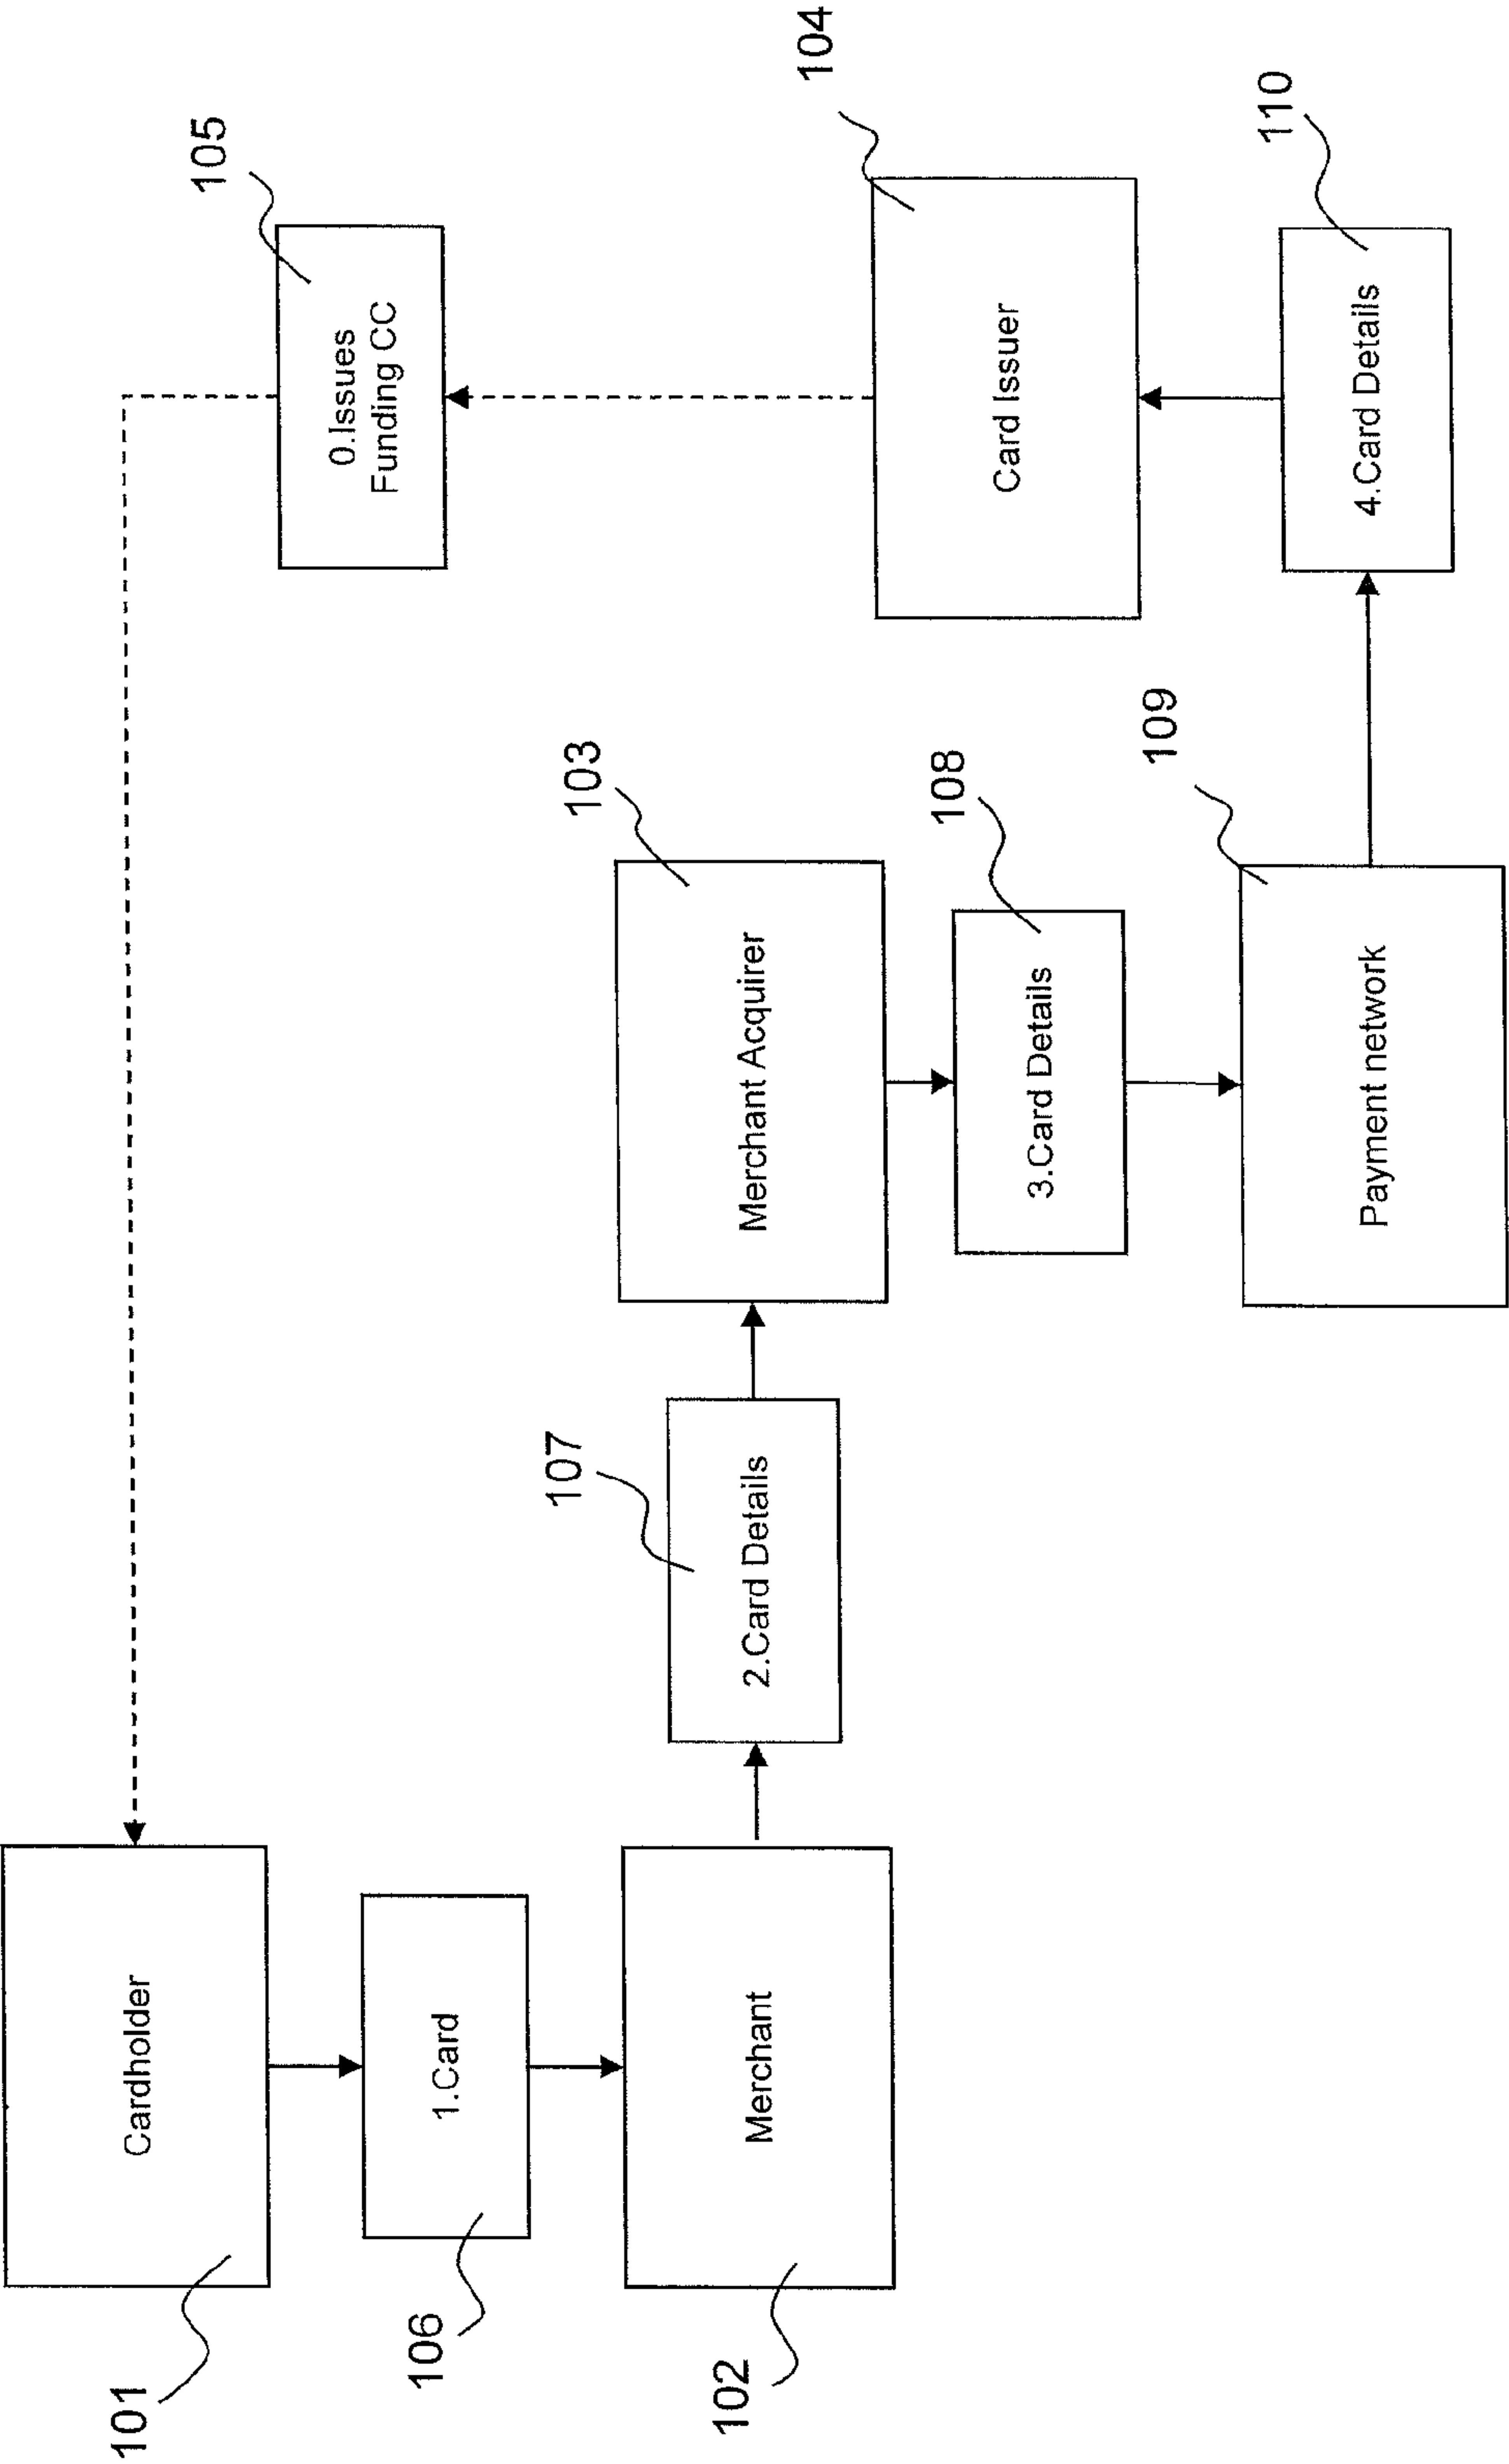 101
Cardholder
106
1.Card
102
Merchant
107
2.Card Details
103
Merchant Acquirer
108
3.Card Details
109
Payment network
110
4.Card Details
104
Card Issuer
105
0.Issues
Funding CC